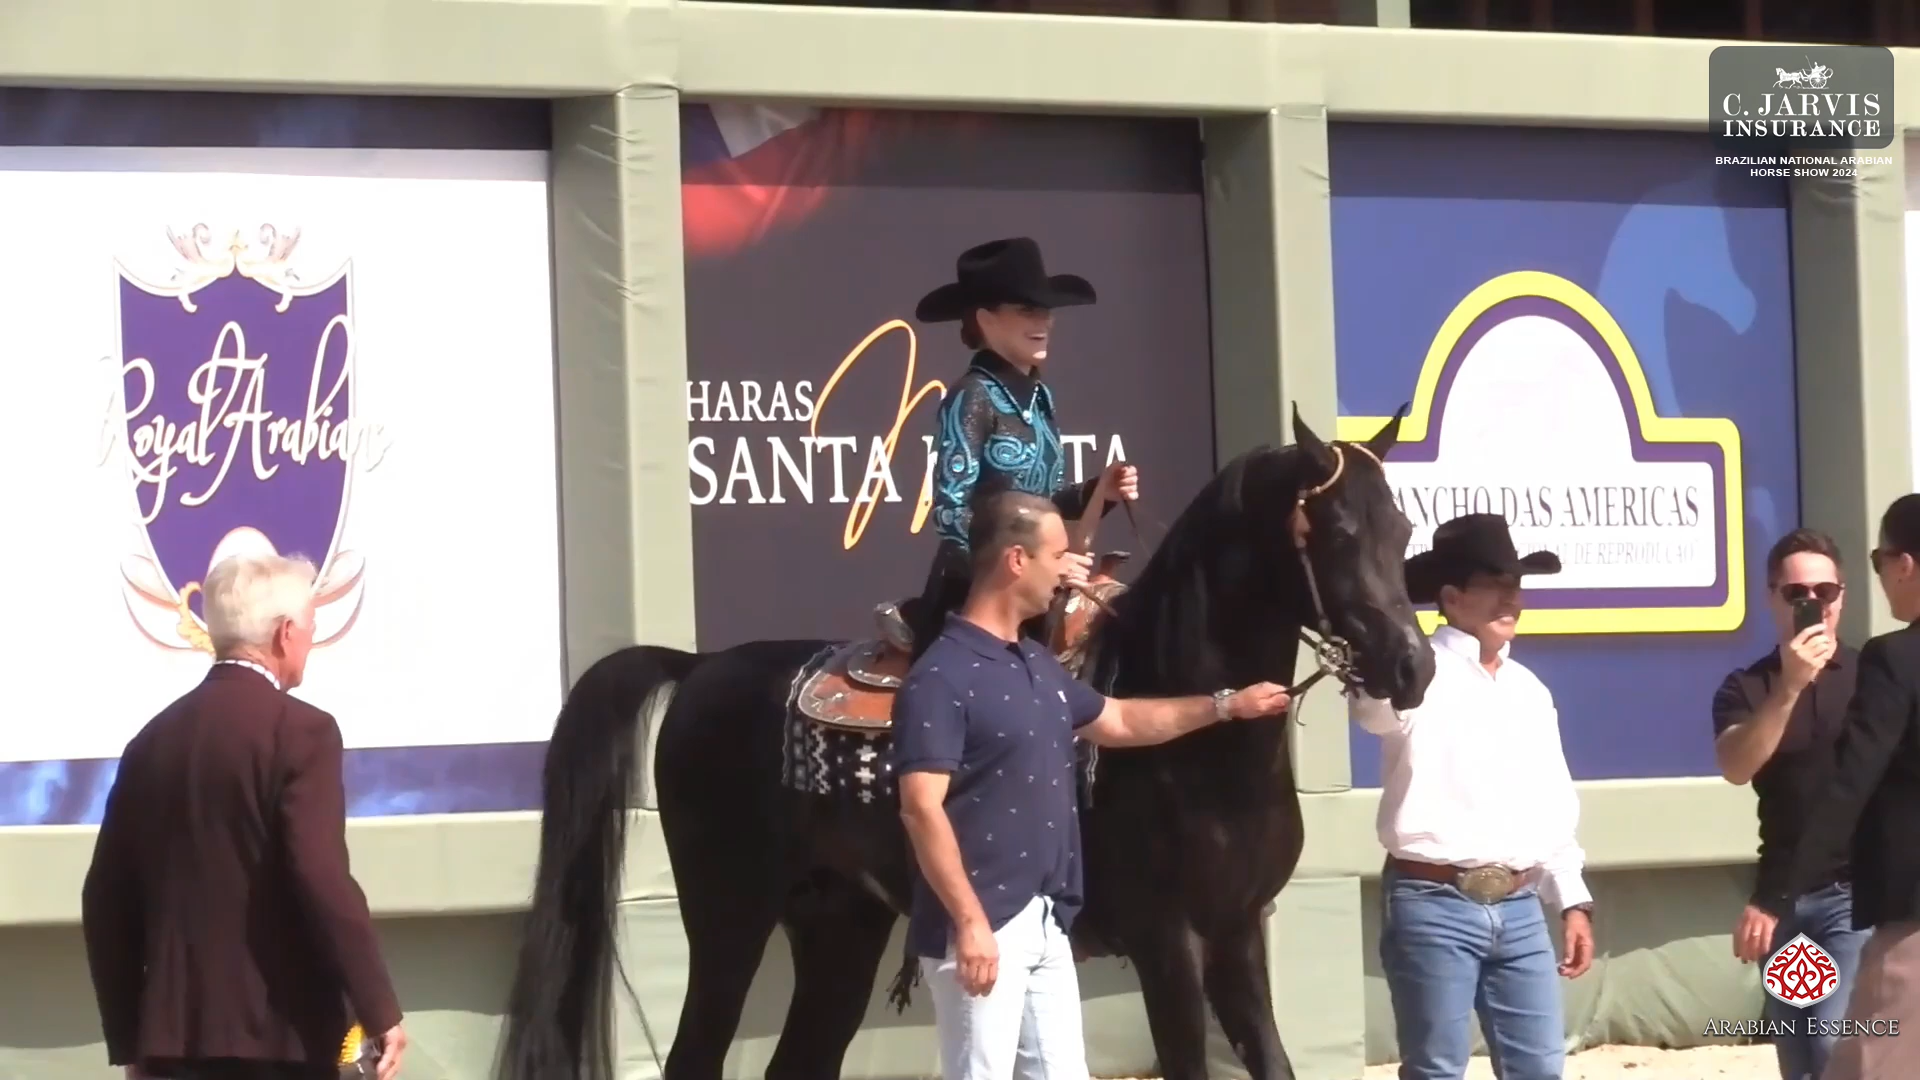 C. JARVIS
INSURANCE
BRAZILIAN NATIONAL ARABIAN
HORSE SHOW 2024
Royal Arabians
HARAS
SANTA
ANCHO DAS AMERICAS
DE REPRODUÇÃO
ARABIAN ESSENCE